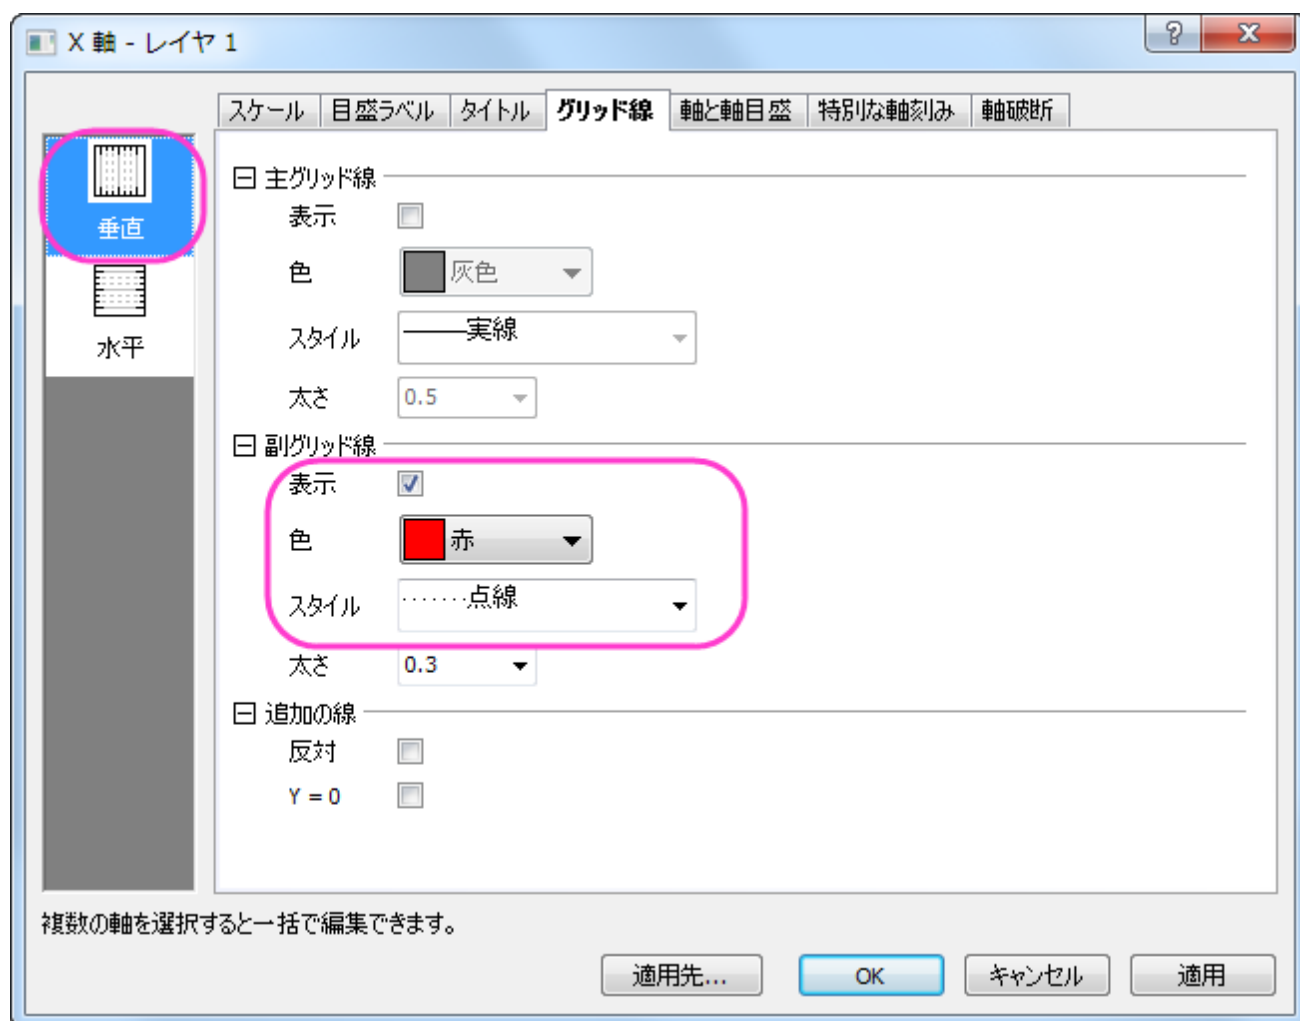 X 軸 - レイヤ 1
スケール 目盛ラベル タイトル グリッド線 軸と軸目盛 特別な軸刻み 軸破断
垂直
水平
主グリッド線
表示
色 灰色
スタイル 実線
太さ 0.5
副グリッド線
表示
色 赤
スタイル 点線
太さ 0.3
追加の線
反対
Y = 0
複数の軸を選択すると一括で編集できます。
適用先... OK キャンセル 適用